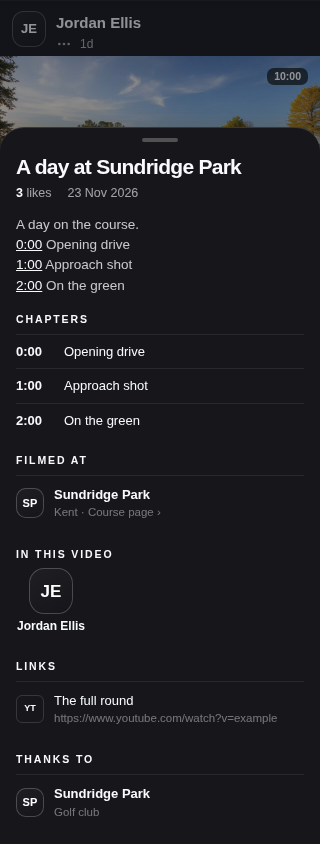 JE
Jordan Ellis
••• 1d
10:00
A day at Sundridge Park
3 likes 23 Nov 2026
A day on the course.
0:00 Opening drive
1:00 Approach shot
2:00 On the green
CHAPTERS
0:00 Opening drive
1:00 Approach shot
2:00 On the green
FILMED AT
SP
Sundridge Park
Kent · Course page ›
IN THIS VIDEO
JE
Jordan Ellis
LINKS
YT
The full round
https://www.youtube.com/watch?v=example
THANKS TO
SP
Sundridge Park
Golf club